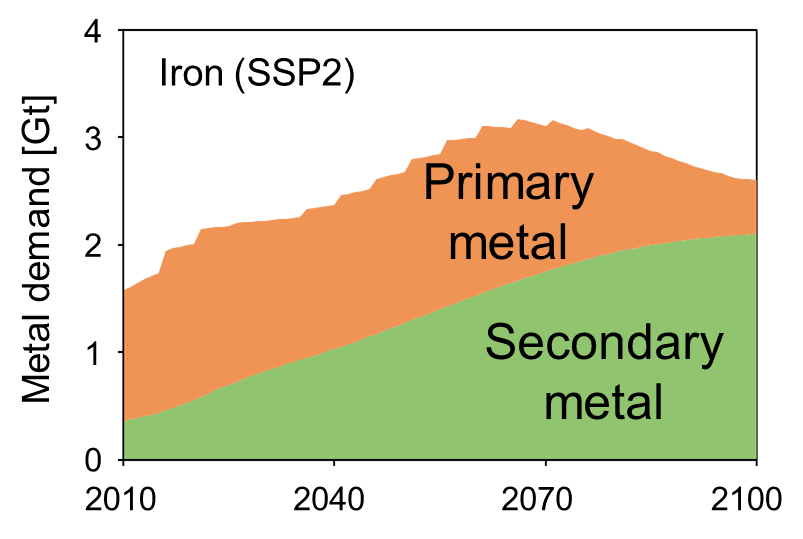 4
Iron (SSP2)
3
Metal demand [Gt]
Primary
metal
2
Secondary
metal
1
0
2010 2040 2070 2100